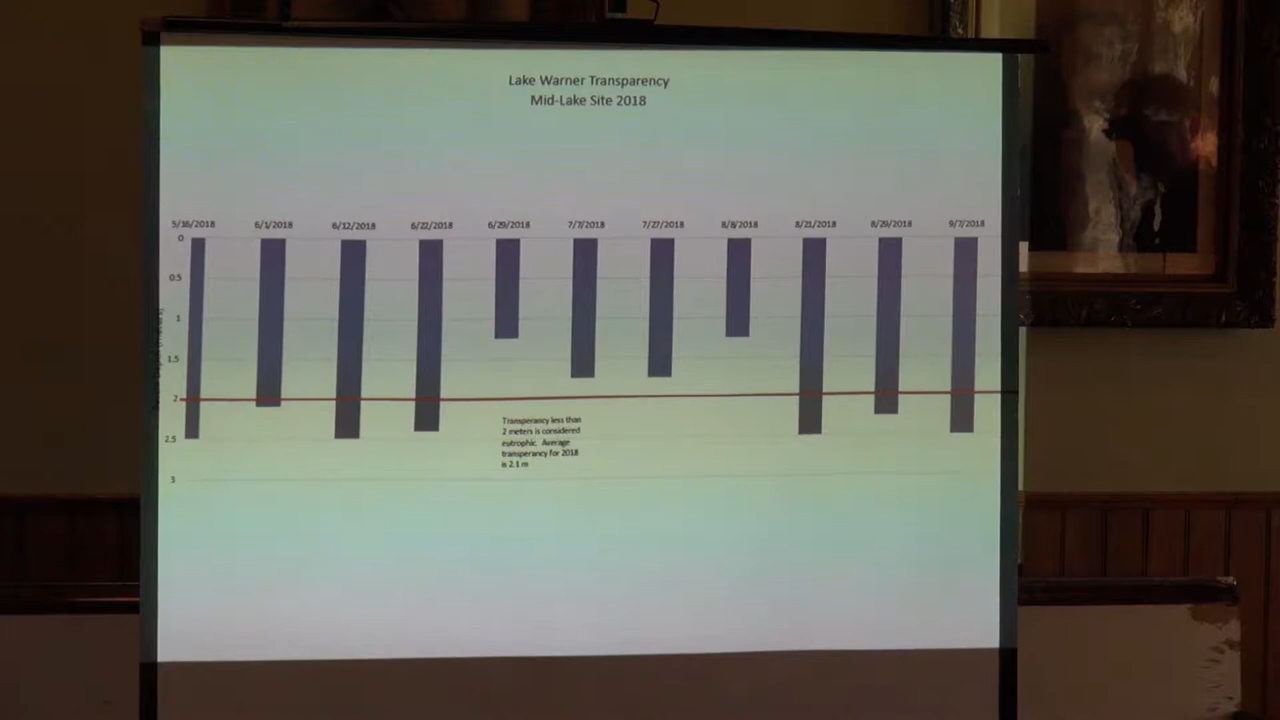 Lake Warner Transparency
Mid-Lake Site 2018
5/16/2018 6/1/2018 6/12/2018 6/22/2018 6/29/2018 7/7/2018 7/27/2018 8/8/2018 8/21/2018 8/29/2018 9/7/2018
0
0.5
1
1.5
2
2.5
3
Transperancy less than
2 meters is considered
eutrophic. Average
transperancy for 2018
is 2.1 m